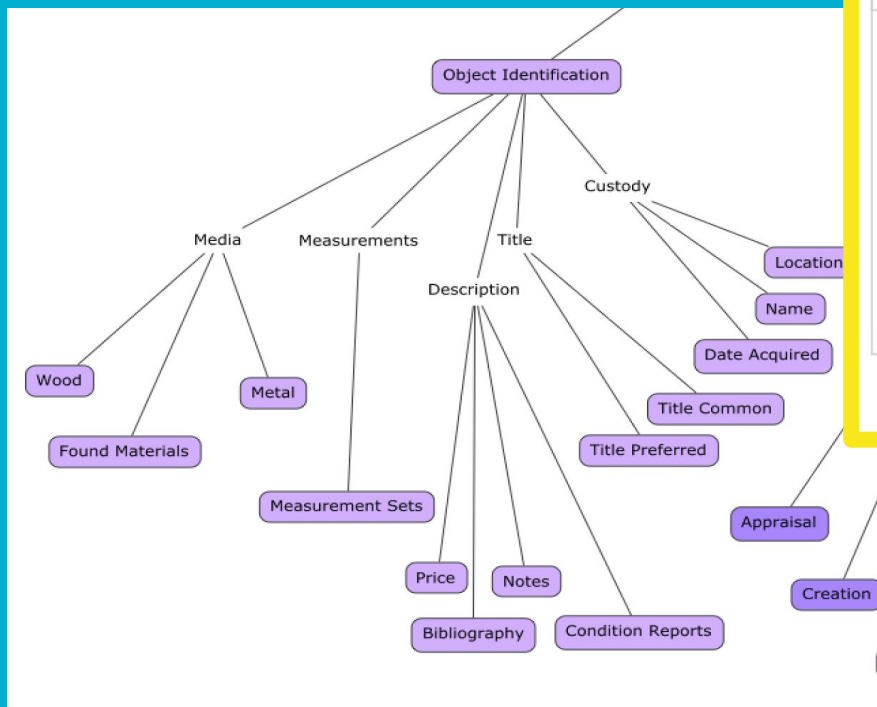 Object Identification
Custody
Media
Measurements
Title
Location
Description
Name
Date Acquired
Wood
Metal
Title Common
Found Materials
Title Preferred
Measurement Sets
Appraisal
Price
Notes
Creation
Bibliography
Condition Reports